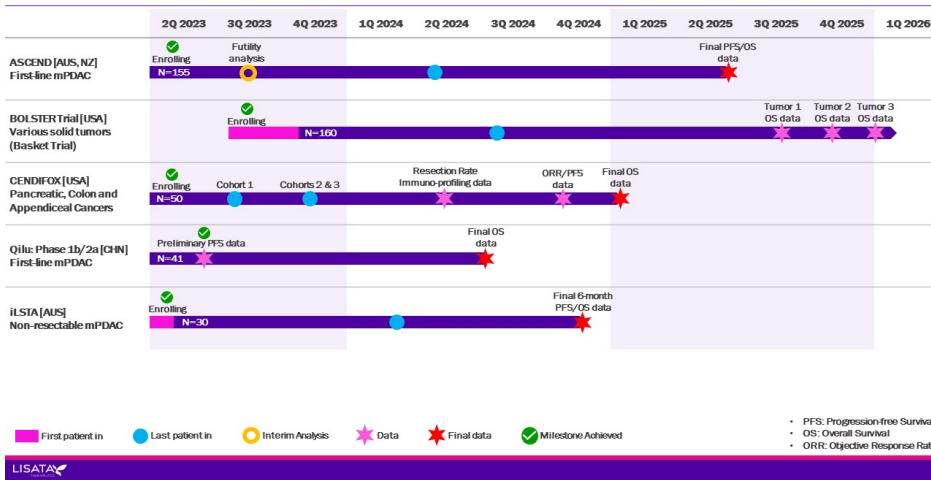 2Q 2023 3Q 2023 4Q 2023 1Q 2024 2Q 2024 3Q 2024 4Q 2024 1Q 2025 2Q 2025 3Q 2025 4Q 2025 1Q 2026
ASCEND [AUS, NZ]
First-line mPDAC
Enrolling
N=155
Futility
analysis
Final PFS/OS
data
BOLSTER Trial [USA]
Various solid tumors
(Basket Trial)
Enrolling
N=160
Tumor 1
OS data
Tumor 2
OS data
Tumor 3
OS data
CENDIFOX [USA]
Pancreatic, Colon and
Appendiceal Cancers
Enrolling
N=50
Cohort 1
Cohorts 2 & 3
Resection Rate
Immuno-profiling data
ORR/PFS
data
Final OS
data
Qilu: Phase 1b/2a [CHN]
First-line mPDAC
Preliminary PFS data
N=41
Final OS
data
iLSTA [AUS]
Non-resectable mPDAC
Enrolling
N=30
Final 6-month
PFS/OS data
First patient in
Last patient in
Interim Analysis
Data
Final data
Milestone Achieved
• PFS: Progression-free Surviva
• OS: Overall Survival
• ORR: Objective Response Rat
LISATA